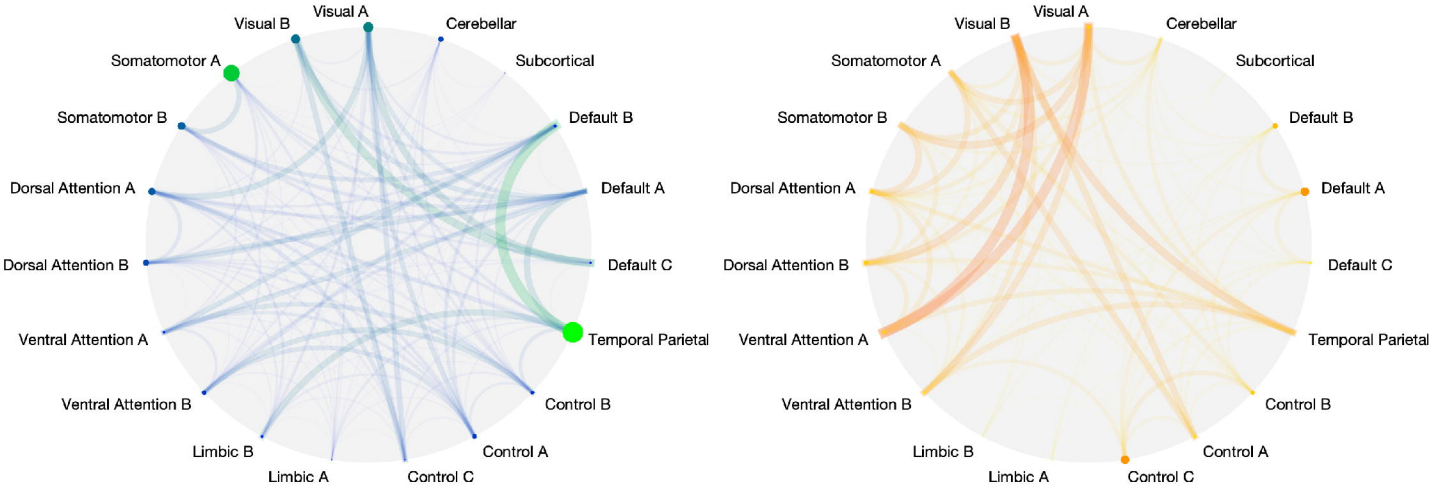 Visual A
Visual B
Cerebellar
Somatomotor A
Subcortical
Somatomotor B
Default B
Dorsal Attention A
Default A
Dorsal Attention B
Default C
Ventral Attention A
Temporal Parietal
Ventral Attention B
Control B
Limbic B
Control A
Limbic A
Control C
Visual A
Visual B
Cerebellar
Somatomotor A
Subcortical
Somatomotor B
Default B
Dorsal Attention A
Default A
Dorsal Attention B
Default C
Ventral Attention A
Temporal Parietal
Ventral Attention B
Control B
Limbic B
Control A
Limbic A
Control C